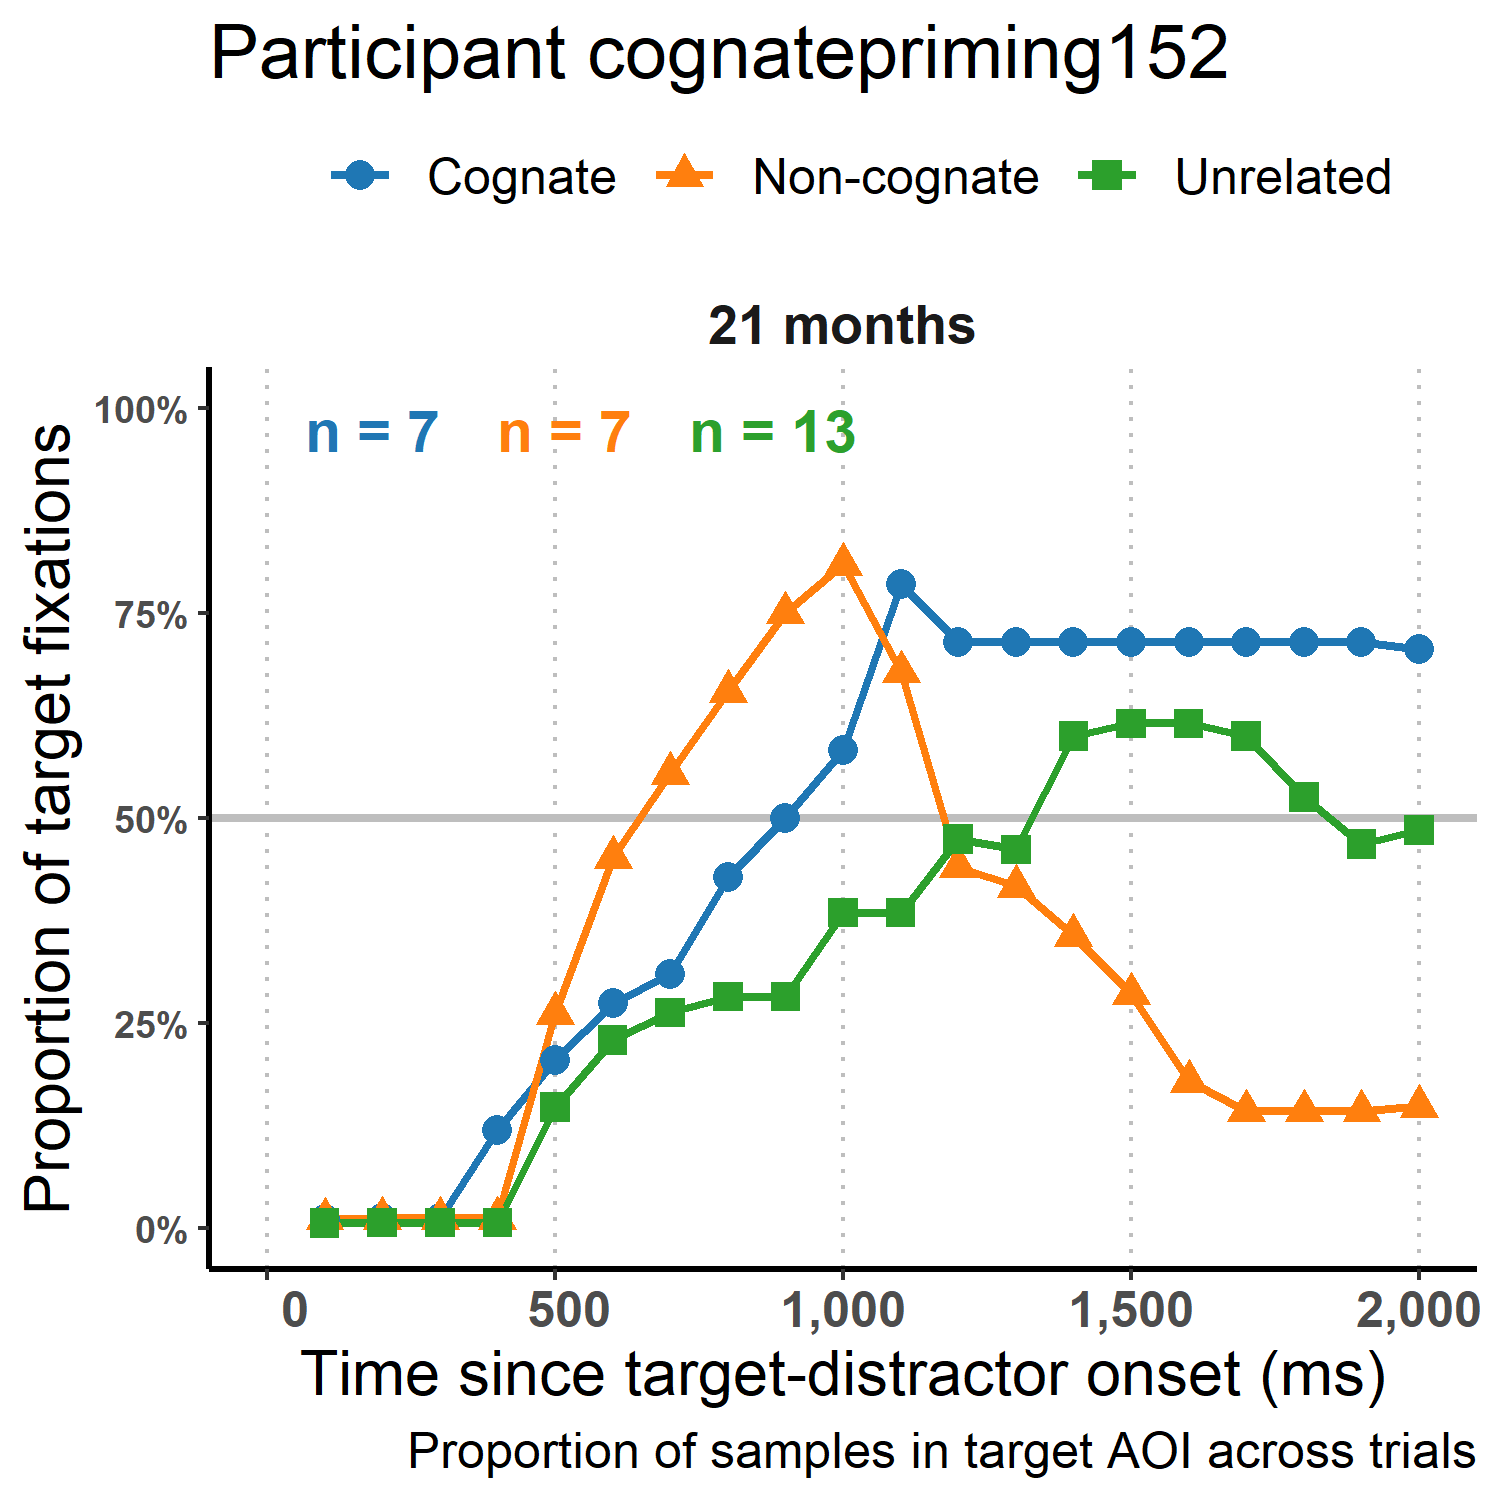 Participant cognatepriming152
Cognate Non-cognate Unrelated
21 months
100%
n = 7 n = 7 n = 13
75%
50%
25%
0%
Proportion of target fixations
0 500 1,000 1,500 2,000
Time since target-distractor onset (ms)
Proportion of samples in target AOI across trials